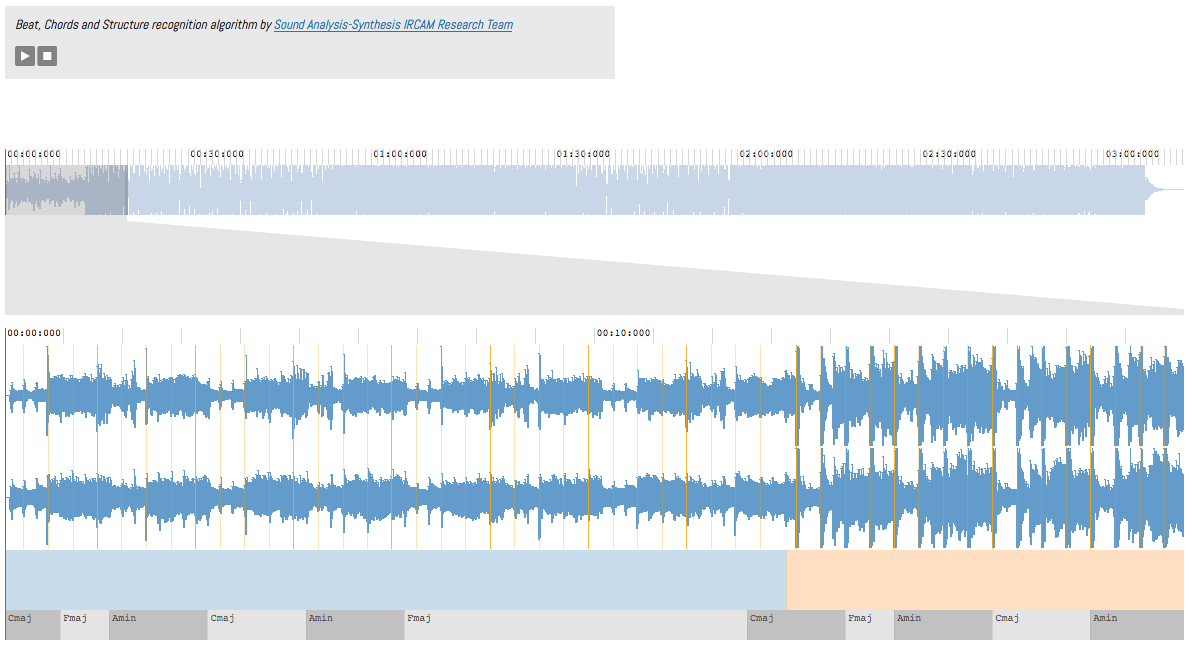 Beat, Chords and Structure recognition algorithm by Sound Analysis-Synthesis IRCAM Research Team
00:00:000 00:30:000 01:00:000 01:30:000 02:00:000 02:30:000 03:00:000
00:00:000 00:10:000
Cmaj Fmaj Amin Cmaj Amin Fmaj Cmaj Fmaj Amin Cmaj Amin